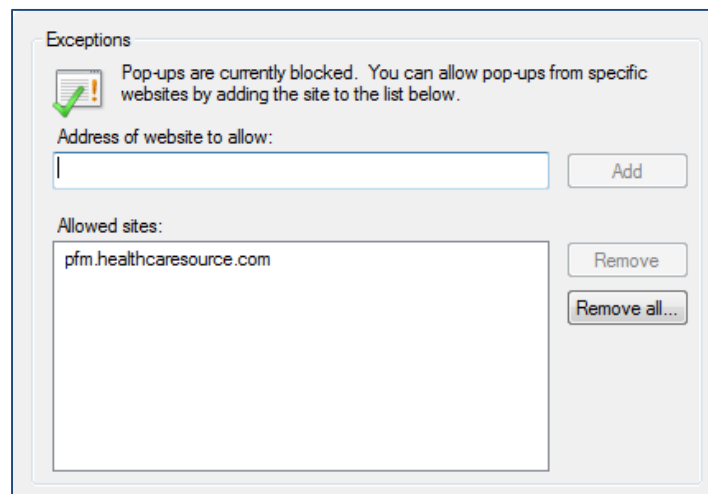 Exceptions
Pop-ups are currently blocked.  You can allow pop-ups from specific
websites by adding the site to the list below.
Address of website to allow:
Add
Allowed sites:
pfm.healthcaresource.com
Remove
Remove all...